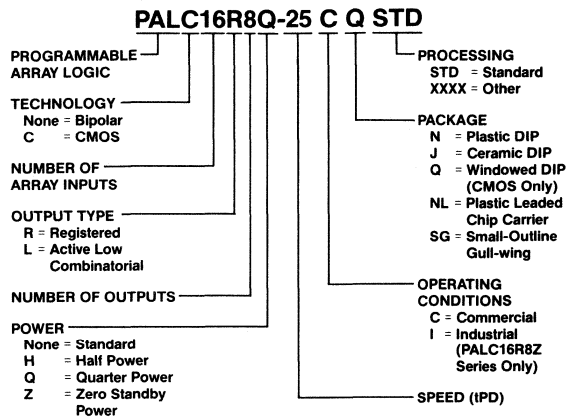 PALC16R8Q-25 C Q STD
PROGRAMMABLE
ARRAY LOGIC
TECHNOLOGY
None = Bipolar
C = CMOS
NUMBER OF
ARRAY INPUTS
OUTPUT TYPE
R = Registered
L = Active Low
Combinatorial
NUMBER OF OUTPUTS
POWER
None = Standard
H = Half Power
Q = Quarter Power
Z = Zero Standby
Power
PROCESSING
STD = Standard
XXXX = Other
PACKAGE
N = Plastic DIP
J = Ceramic DIP
Q = Windowed DIP
(CMOS Only)
NL = Plastic Leaded
Chip Carrier
SG = Small-Outline
Gull-wing
OPERATING
CONDITIONS
C = Commercial
I = Industrial
(PALC16R8Z
Series Only)
SPEED (tPD)